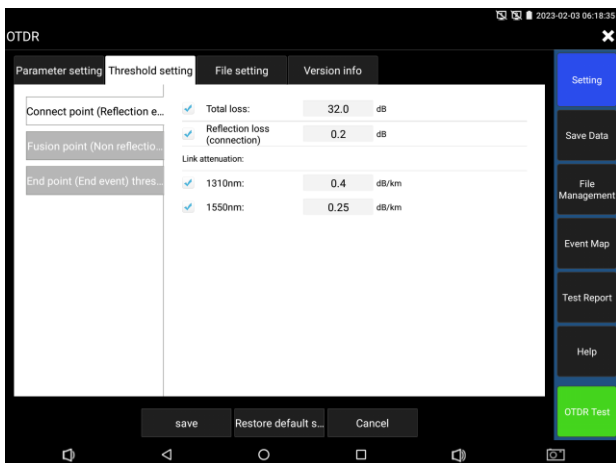 2023-02-03 06:18:35
OTDR
Parameter setting
Threshold setting
File setting
Version info
Connect point (Reflection e...
Fusion point (Non reflectio...
End point (End event) thres...
Total loss: 32.0 dB
Reflection loss
(connection) 0.2 dB
Link attenuation:
1310nm: 0.4 dB/km
1550nm: 0.25 dB/km
Setting
Save Data
File
Management
Event Map
Test Report
Help
OTDR Test
save
Restore default s...
Cancel